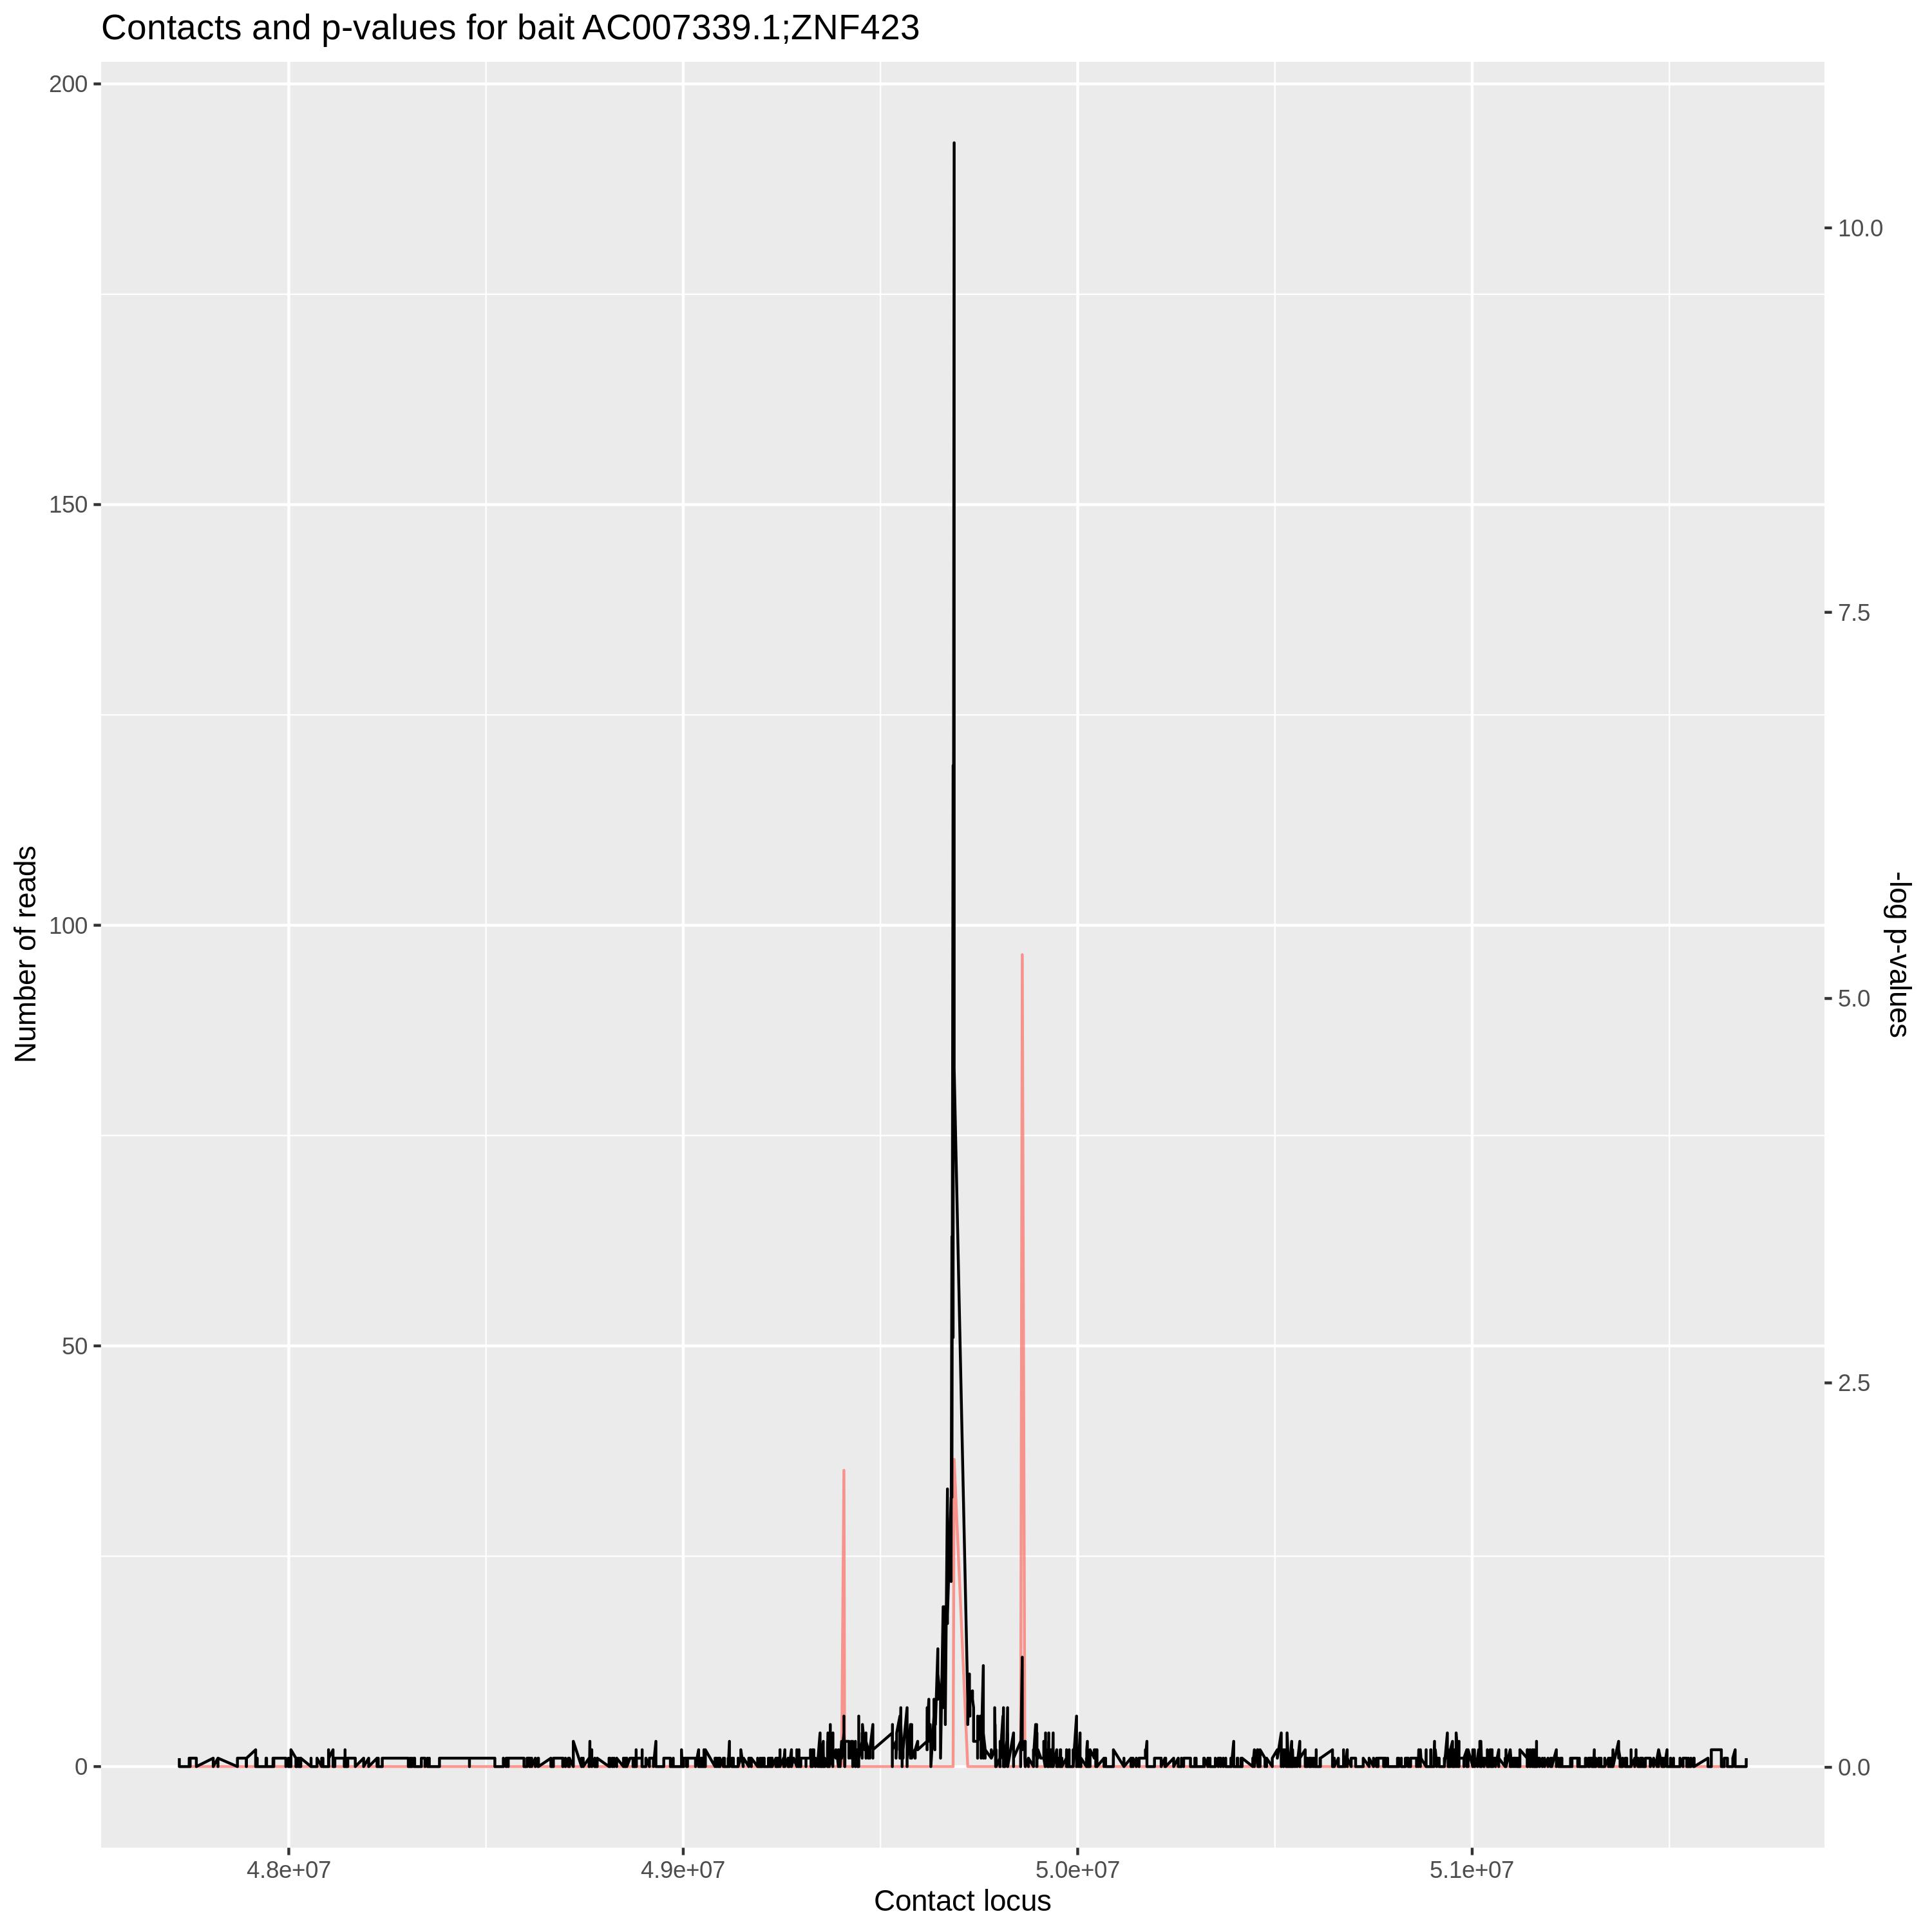 Contacts and p-values for bait AC007339.1;ZNF423
200
150
100
50
0
Number of reads
10.0
7.5
5.0
2.5
0.0
-log p-values
4.8e+07 4.9e+07 5.0e+07 5.1e+07
Contact locus